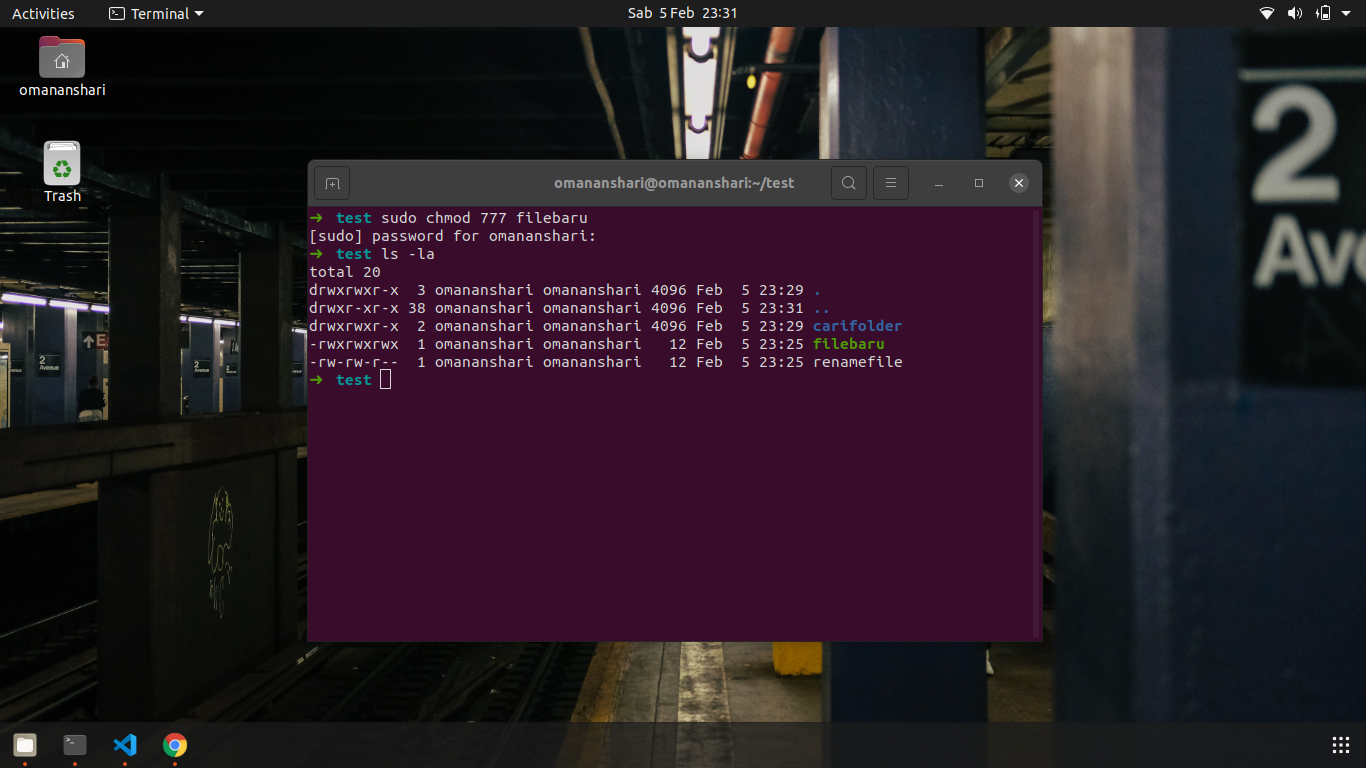 Activities
Terminal
Sab 5 Feb 23:31
omananshari
Trash
omananshari@omananshari:~/test
➜ test sudo chmod 777 filebaru
[sudo] password for omananshari:
➜ test ls -la
total 20
drwxrwxr-x 3 omananshari omananshari 4096 Feb 5 23:29 .
drwxr-xr-x 38 omananshari omananshari 4096 Feb 5 23:31 ..
drwxrwxr-x 2 omananshari omananshari 4096 Feb 5 23:29 carifolder
-rwxrwxrwx 1 omananshari omananshari 12 Feb 5 23:25 filebaru
-rw-rw-r-- 1 omananshari omananshari 12 Feb 5 23:25 renamefile
➜ test
2
Ave
2
Avenue
2
Avenue